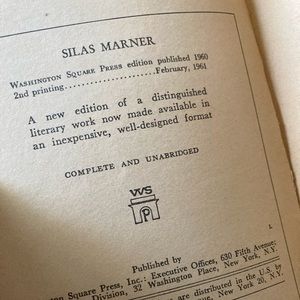 SILAS MARNER
WASHINGTON SQUARE PRESS edition published 1960
2nd printing....................February, 1961
A new edition of a distinguished
literary work now made available in
an inexpensive, well-designed format
COMPLETE AND UNABRIDGED
WS
P
L
Published by
Square Press, Inc.: Executive Offices, 630 Fifth Avenue;
Division, 32 Washington Place, New York, N.Y.
are distributed in the U.S. by
New York 20, N.Y.